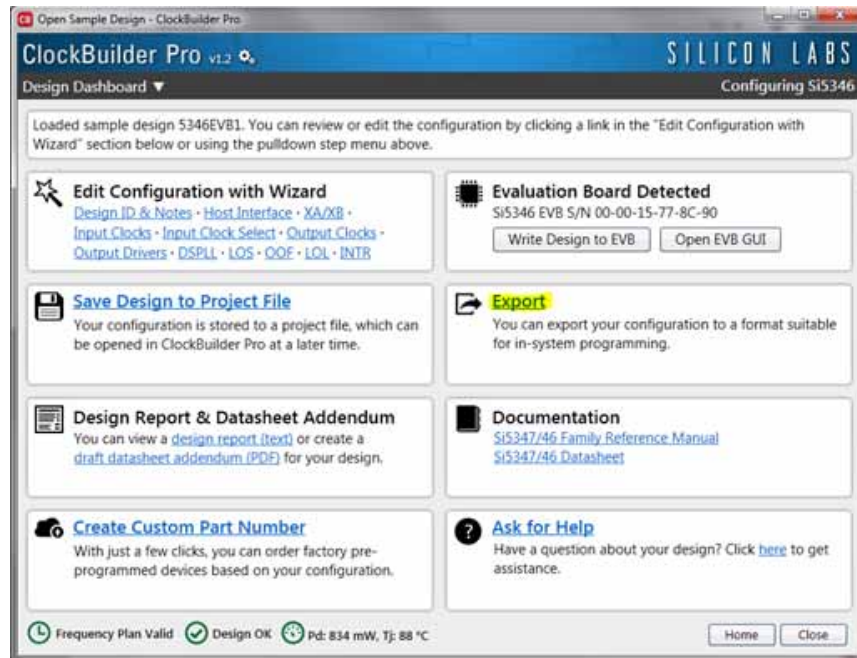 Open Sample Design - ClockBuilder Pro
ClockBuilder Pro v1.2
SILICON LABS
Design Dashboard ▼
Configuring Si5346
Loaded sample design 5346EVB1. You can review or edit the configuration by clicking a link in the "Edit Configuration with
Wizard" section below or using the pulldown step menu above.
Edit Configuration with Wizard
Design ID & Notes · Host Interface · XA/XB ·
Input Clocks · Input Clock Select · Output Clocks ·
Output Drivers · DSPLL · LOS · OOF · LOL · INTR
Evaluation Board Detected
Si5346 EVB S/N 00-00-15-77-8C-90
Write Design to EVB
Open EVB GUI
Save Design to Project File
Your configuration is stored to a project file, which can
be opened in ClockBuilder Pro at a later time.
Export
You can export your configuration to a format suitable
for in-system programming.
Design Report & Datasheet Addendum
You can view a design report (text) or create a
draft datasheet addendum (PDF) for your design.
Documentation
Si5347/46 Family Reference Manual
Si5347/46 Datasheet
Create Custom Part Number
With just a few clicks, you can order factory pre-
programmed devices based on your configuration.
Ask for Help
Have a question about your design? Click here to get
assistance.
Frequency Plan Valid
Design OK
Pd: 834 mW, Tj: 88 °C
Home
Close